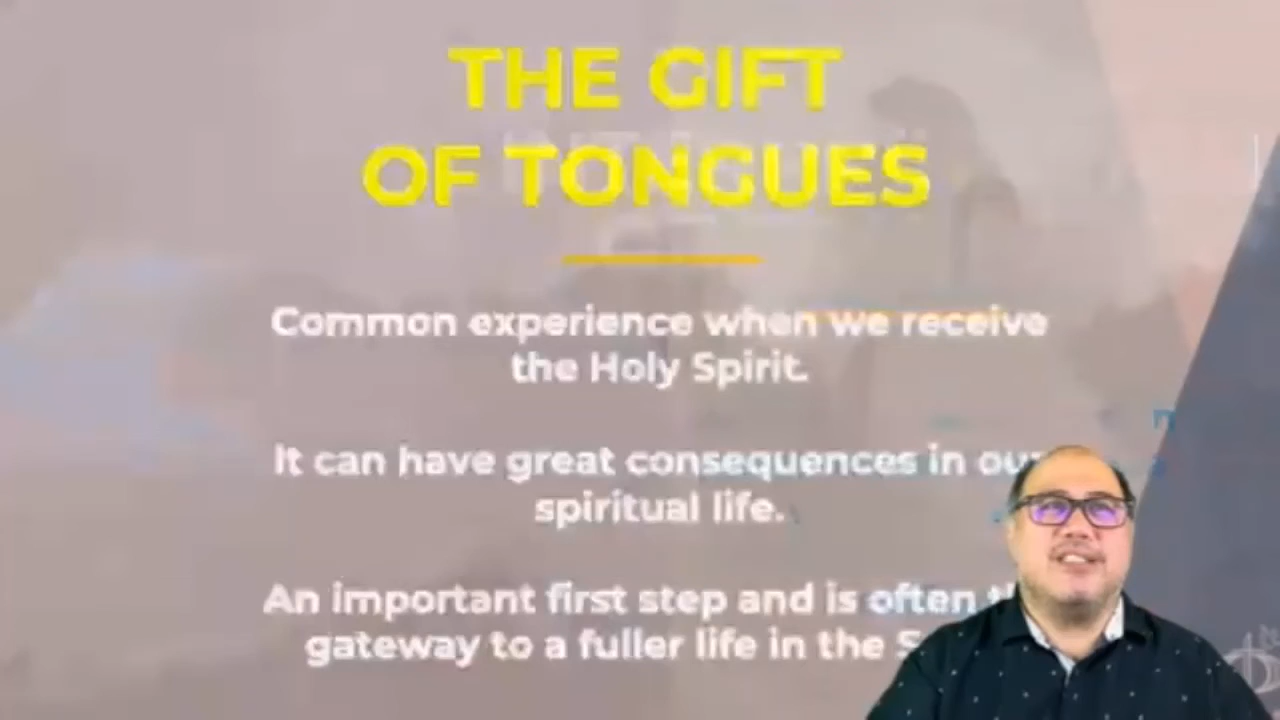 THE GIFT
OF TONGUES
Common experience when we receive
the Holy Spirit.
It can have great consequences in our
spiritual life.
An important first step and is often
gateway to a fuller life in the